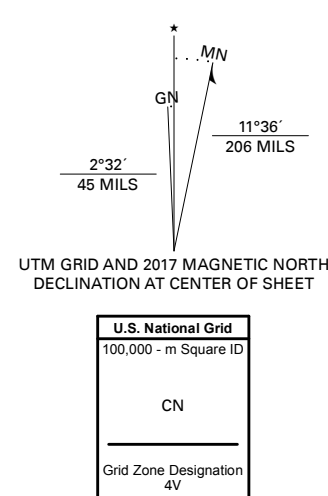 ★
MN
GN
11°36´
206 MILS
2°32´
45 MILS
UTM GRID AND 2017 MAGNETIC NORTH
DECLINATION AT CENTER OF SHEET
U.S. National Grid
100,000 - m Square ID
CN
Grid Zone Designation
4V